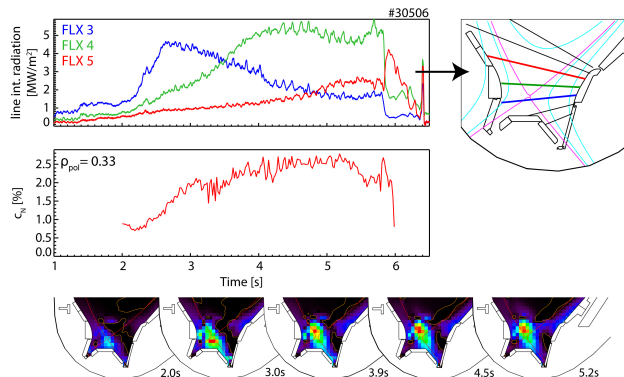 #30506
FLX 3
FLX 4
FLX 5
line int. radiation
[MW/m²]
5
4
3
2
1
ρpol = 0.33
cN [%]
2.5
2.0
1.5
1.0
0.5
0.0
1 2 3 4 5 6
Time [s]
2.0s 3.0s 3.9s 4.5s 5.2s